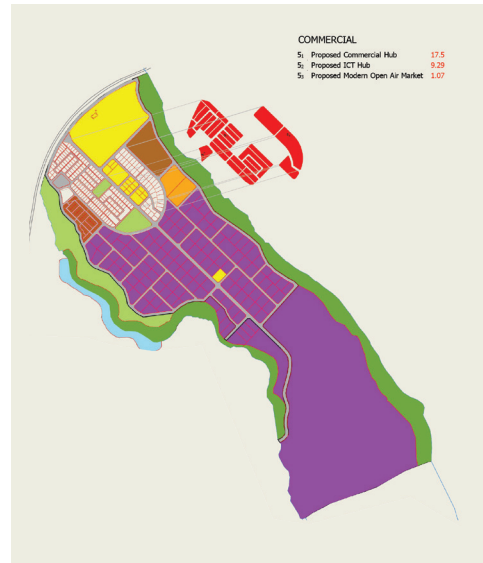 COMMERCIAL
5₁ Proposed Commercial Hub 17.5
5₂ Proposed ICT Hub 9.29
5₃ Proposed Modern Open Air Market 1.07